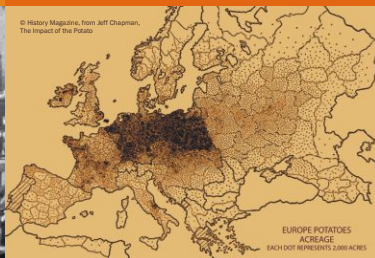 © History Magazine, from Jeff Chapman,
The Impact of the Potato
EUROPE POTATOES
ACREAGE
EACH DOT REPRESENTS 2,000 ACRES